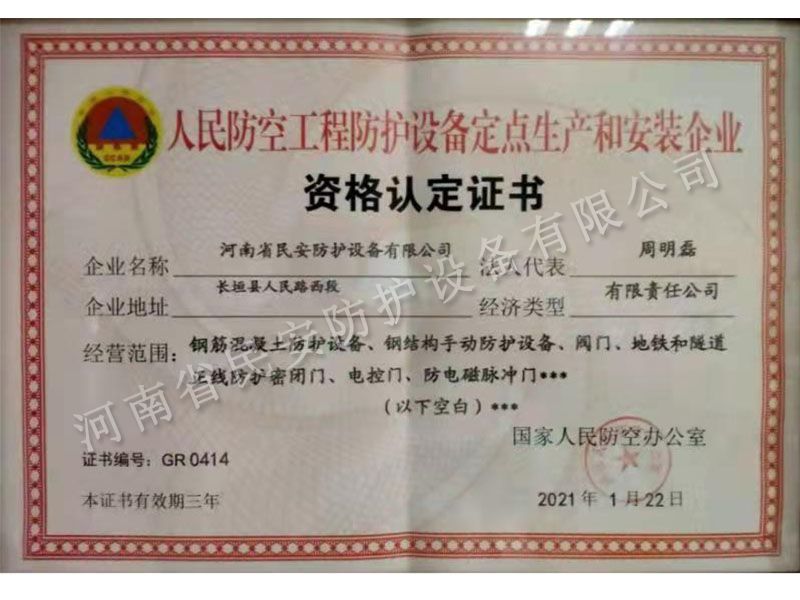 人民防空工程防护设备定点生产和安装企业
资格认定证书
企业名称 河南省民安防护设备有限公司 法人代表 周明磊
企业地址 长垣县人民路西段 经济类型 有限责任公司
经营范围: 钢筋混凝土防护设备、钢结构手动防护设备、阀门、地铁和隧道
正线防护密闭门、电控门、防电磁脉冲门***
(以下空白)***
国家人民防空办公室
证书编号: GR 0414
本证书有效期三年 2021年 1月22日
河南省民安防护设备有限公司